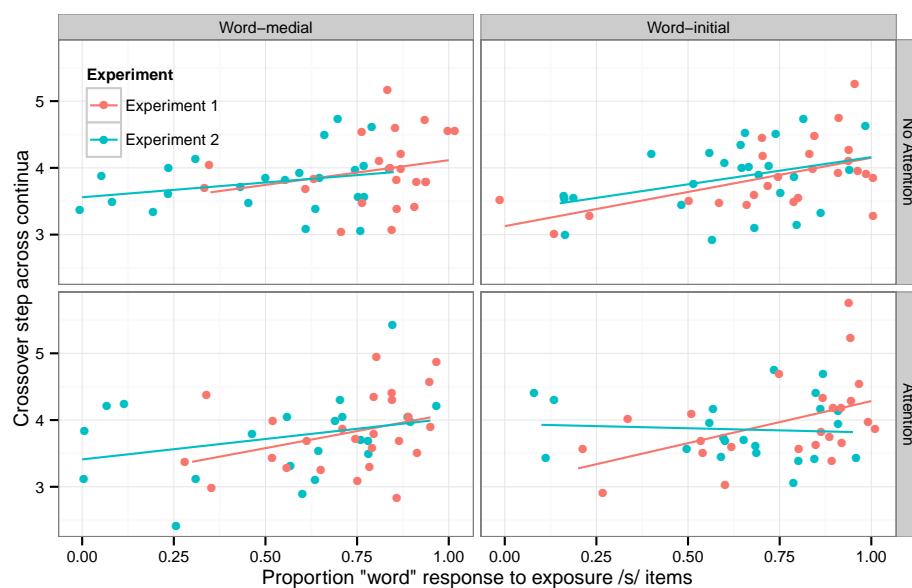 Word−medial
Word−initial
Experiment
Experiment 1
Experiment 2
No Attention
Attention
Crossover step across continua
5
4
3
5
4
3
0.00 0.25 0.50 0.75 1.00
0.00 0.25 0.50 0.75 1.00
Proportion "word" response to exposure /s/ items